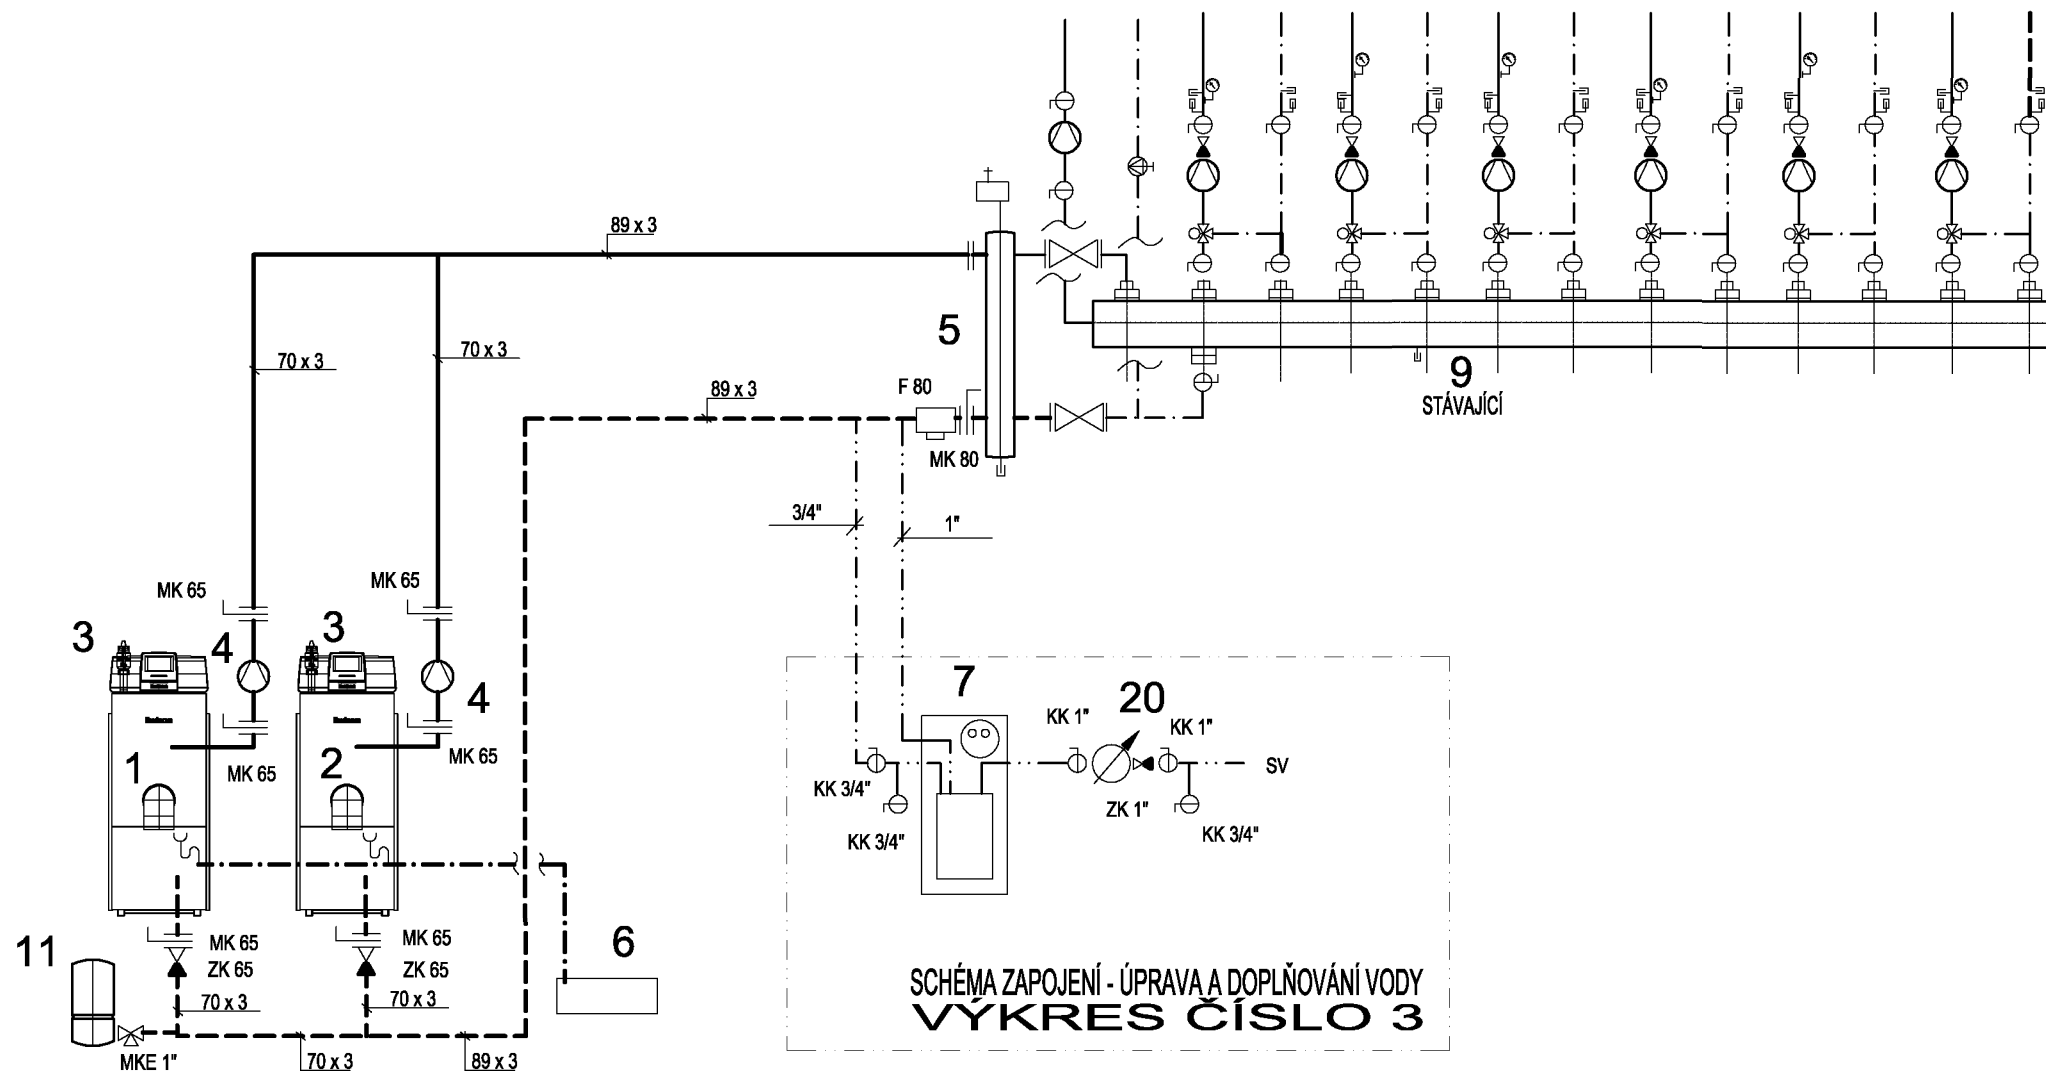 89 x 3
5
70 x 3
70 x 3
89 x 3
F 80
9
STÁVAJÍCÍ
MK 80
3/4"
1"
MK 65
MK 65
3
4
3
4
7
20
KK 1"
KK 1"
1
2
MK 65
MK 65
SV
KK 3/4"
ZK 1"
KK 3/4"
KK 3/4"
11
MK 65
ZK 65
MK 65
ZK 65
6
70 x 3
70 x 3
SCHÉMA ZAPOJENÍ - ÚPRAVA A DOPLŇOVÁNÍ VODY
VÝKRES ČÍSLO 3
MKE 1"
70 x 3
89 x 3